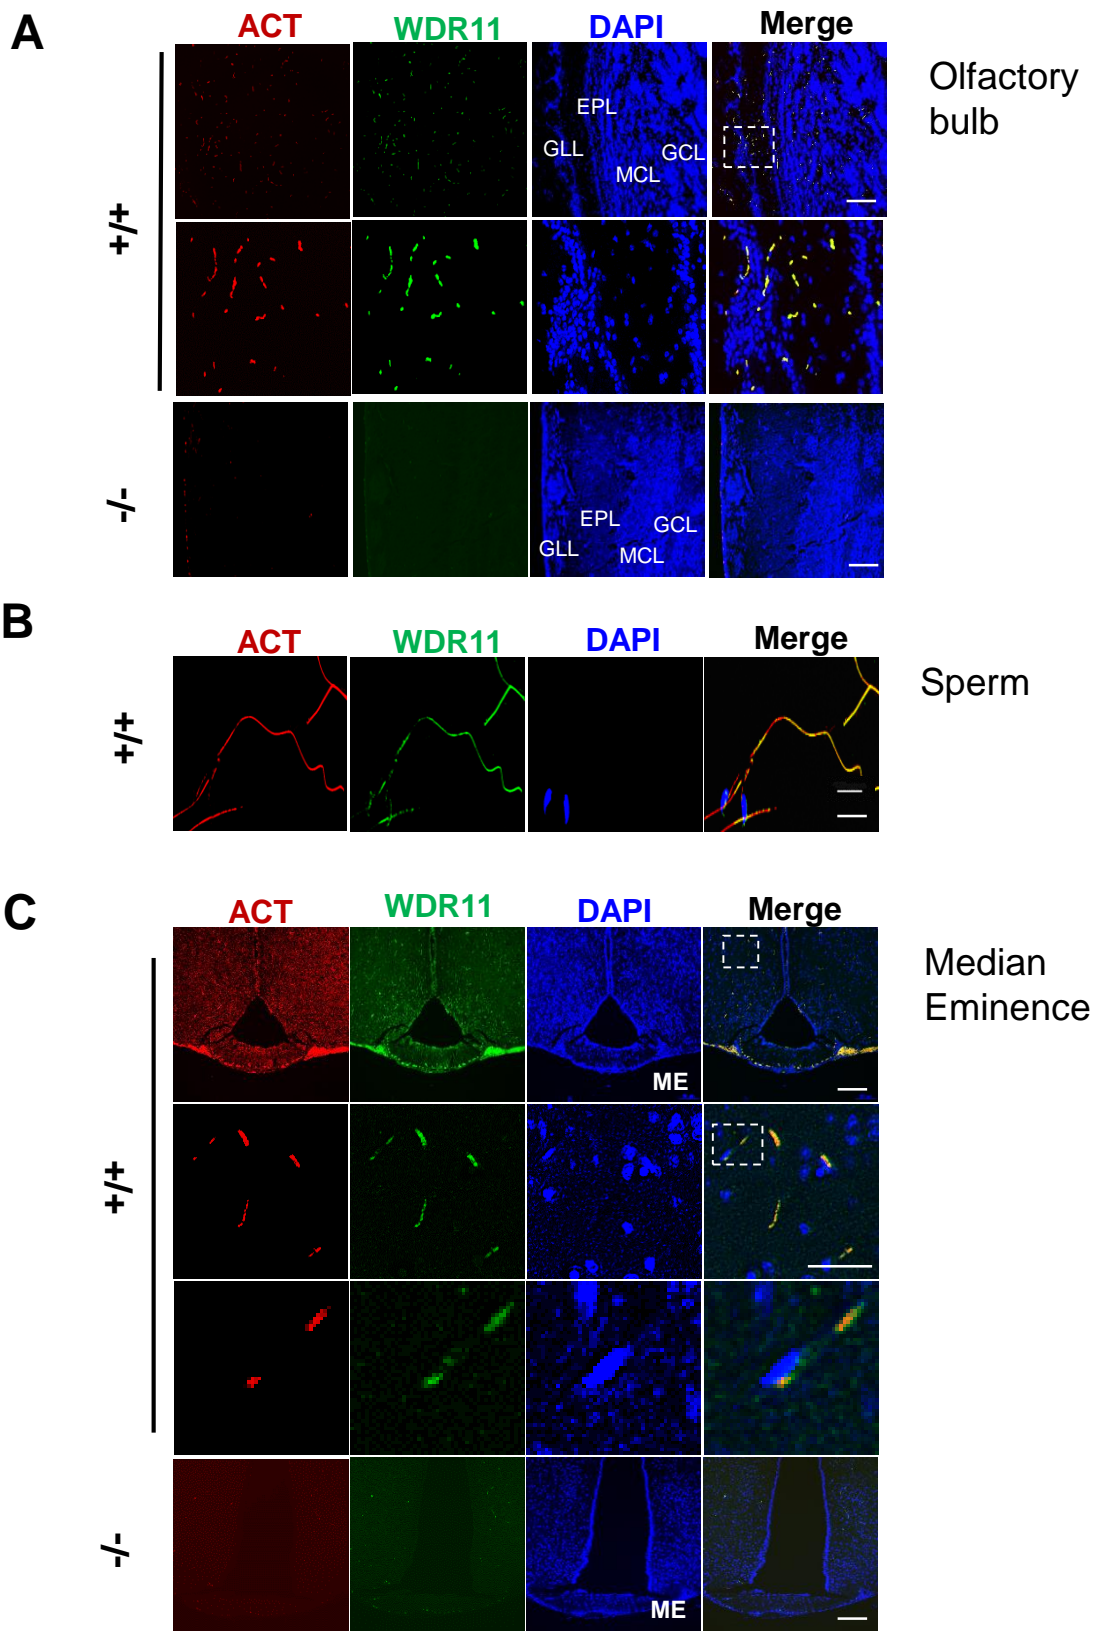 A
ACT WDR11 DAPI Merge
Olfactory
bulb
+/+
EPL
GLL
GCL
MCL
-/-
EPL
GCL
GLL
MCL
B
ACT WDR11 DAPI Merge
Sperm
+/+
C
ACT WDR11 DAPI Merge
Median
Eminence
ME
+/+
-/-
ME